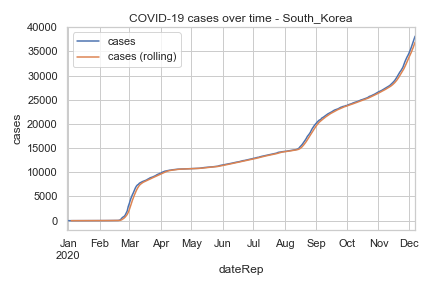 COVID-19 cases over time - South_Korea
cases
cases (rolling)
40000
35000
30000
25000
20000
15000
10000
5000
0
cases
Jan Feb Mar Apr May Jun Jul Aug Sep Oct Nov Dec
2020
dateRep